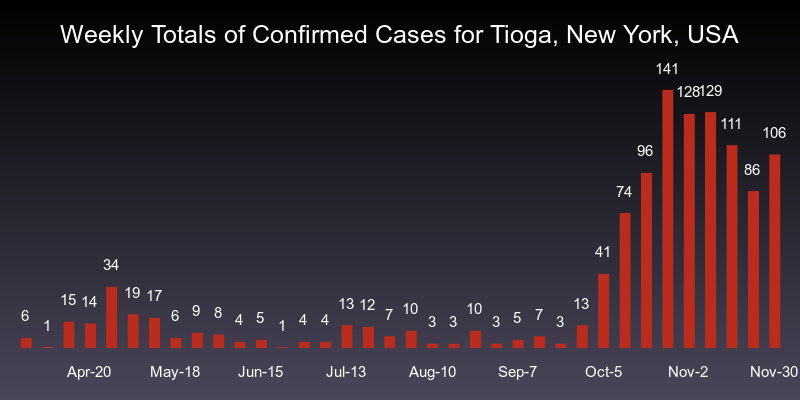 Weekly Totals of Confirmed Cases for Tioga, New York, USA
6 1 15 14 34 19 17 6 9 8 4 5 1 4 4 13 12 7 10 3 3 10 3 5 7 3 13 41 74 96 141 128 129 111 86 106
Apr-20 May-18 Jun-15 Jul-13 Aug-10 Sep-7 Oct-5 Nov-2 Nov-30